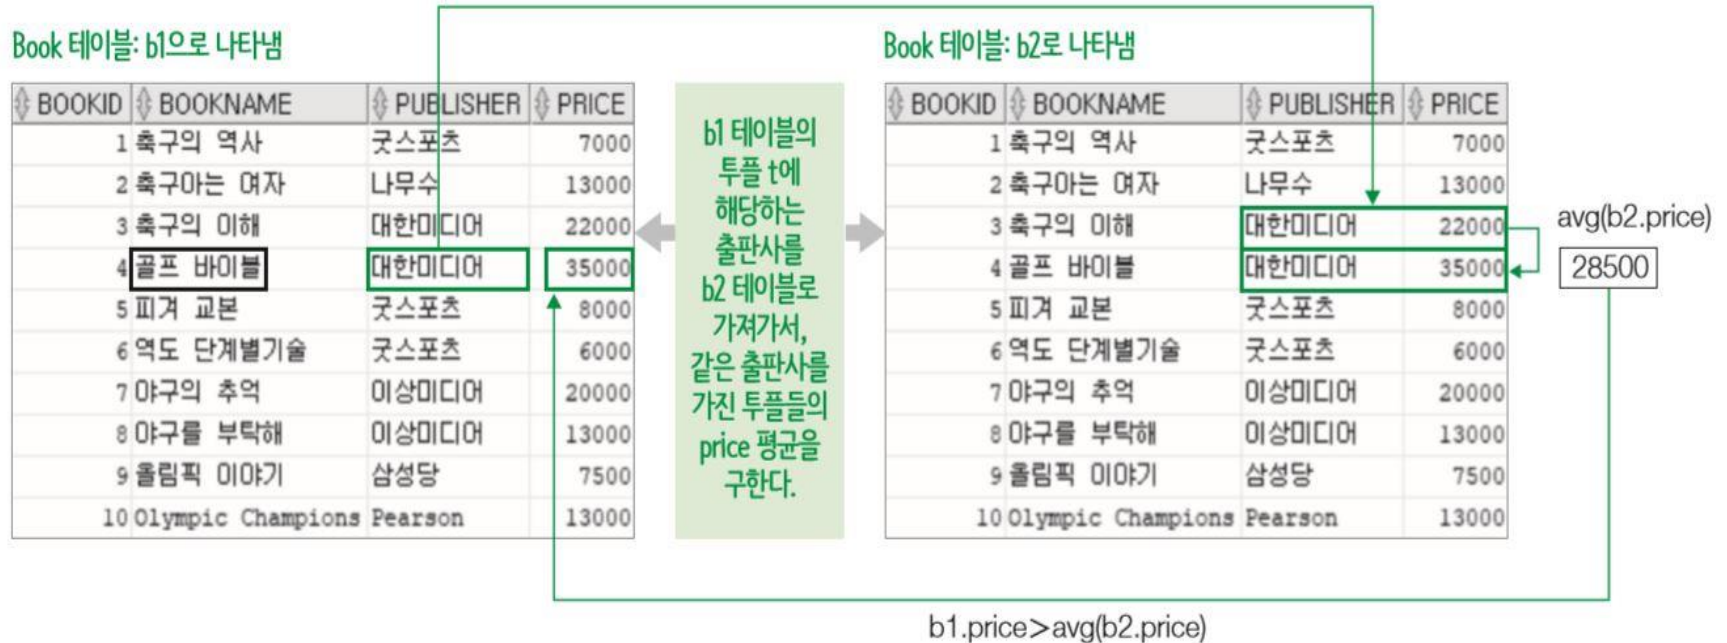 Book 테이블: b1으로 나타냄
BOOKID BOOKNAME PUBLISHER PRICE
1 축구의 역사 굿스포츠 7000
2 축구아는 여자 나무수 13000
3 축구의 이해 대한미디어 22000
4 골프 바이블 대한미디어 35000
5 피겨 교본 굿스포츠 8000
6 역도 단계별기술 굿스포츠 6000
7 야구의 추억 이상미디어 20000
8 야구를 부탁해 이상미디어 13000
9 올림픽 이야기 삼성당 7500
10 Olympic Champions Pearson 13000
b1 테이블의
투플 t에
해당하는
출판사를
b2 테이블로
가져가서,
같은 출판사를
가진 투플들의
price 평균을
구한다.
Book 테이블: b2로 나타냄
BOOKID BOOKNAME PUBLISHER PRICE
1 축구의 역사 굿스포츠 7000
2 축구아는 여자 나무수 13000
3 축구의 이해 대한미디어 22000
4 골프 바이블 대한미디어 35000
5 피겨 교본 굿스포츠 8000
6 역도 단계별기술 굿스포츠 6000
7 야구의 추억 이상미디어 20000
8 야구를 부탁해 이상미디어 13000
9 올림픽 이야기 삼성당 7500
10 Olympic Champions Pearson 13000
avg(b2.price)
28500
b1.price>avg(b2.price)